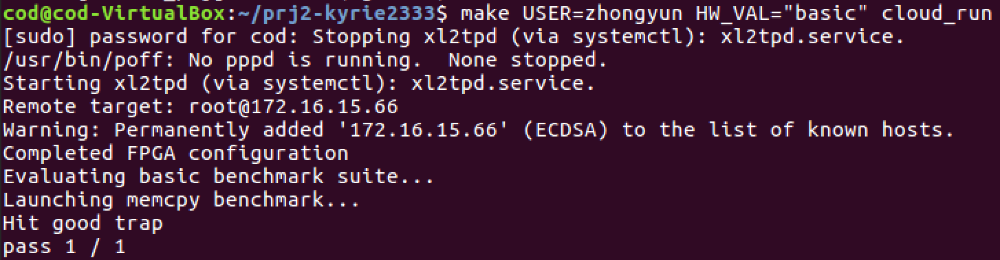 cod@cod-VirtualBox:~/prj2-kyrie2333$ make USER=zhongyun HW_VAL="basic" cloud_run
[sudo] password for cod: Stopping xl2tpd (via systemctl): xl2tpd.service.
/usr/bin/poff: No pppd is running.  None stopped.
Starting xl2tpd (via systemctl): xl2tpd.service.
Remote target: root@172.16.15.66
Warning: Permanently added '172.16.15.66' (ECDSA) to the list of known hosts.
Completed FPGA configuration
Evaluating basic benchmark suite...
Launching memcpy benchmark...
Hit good trap
pass 1 / 1